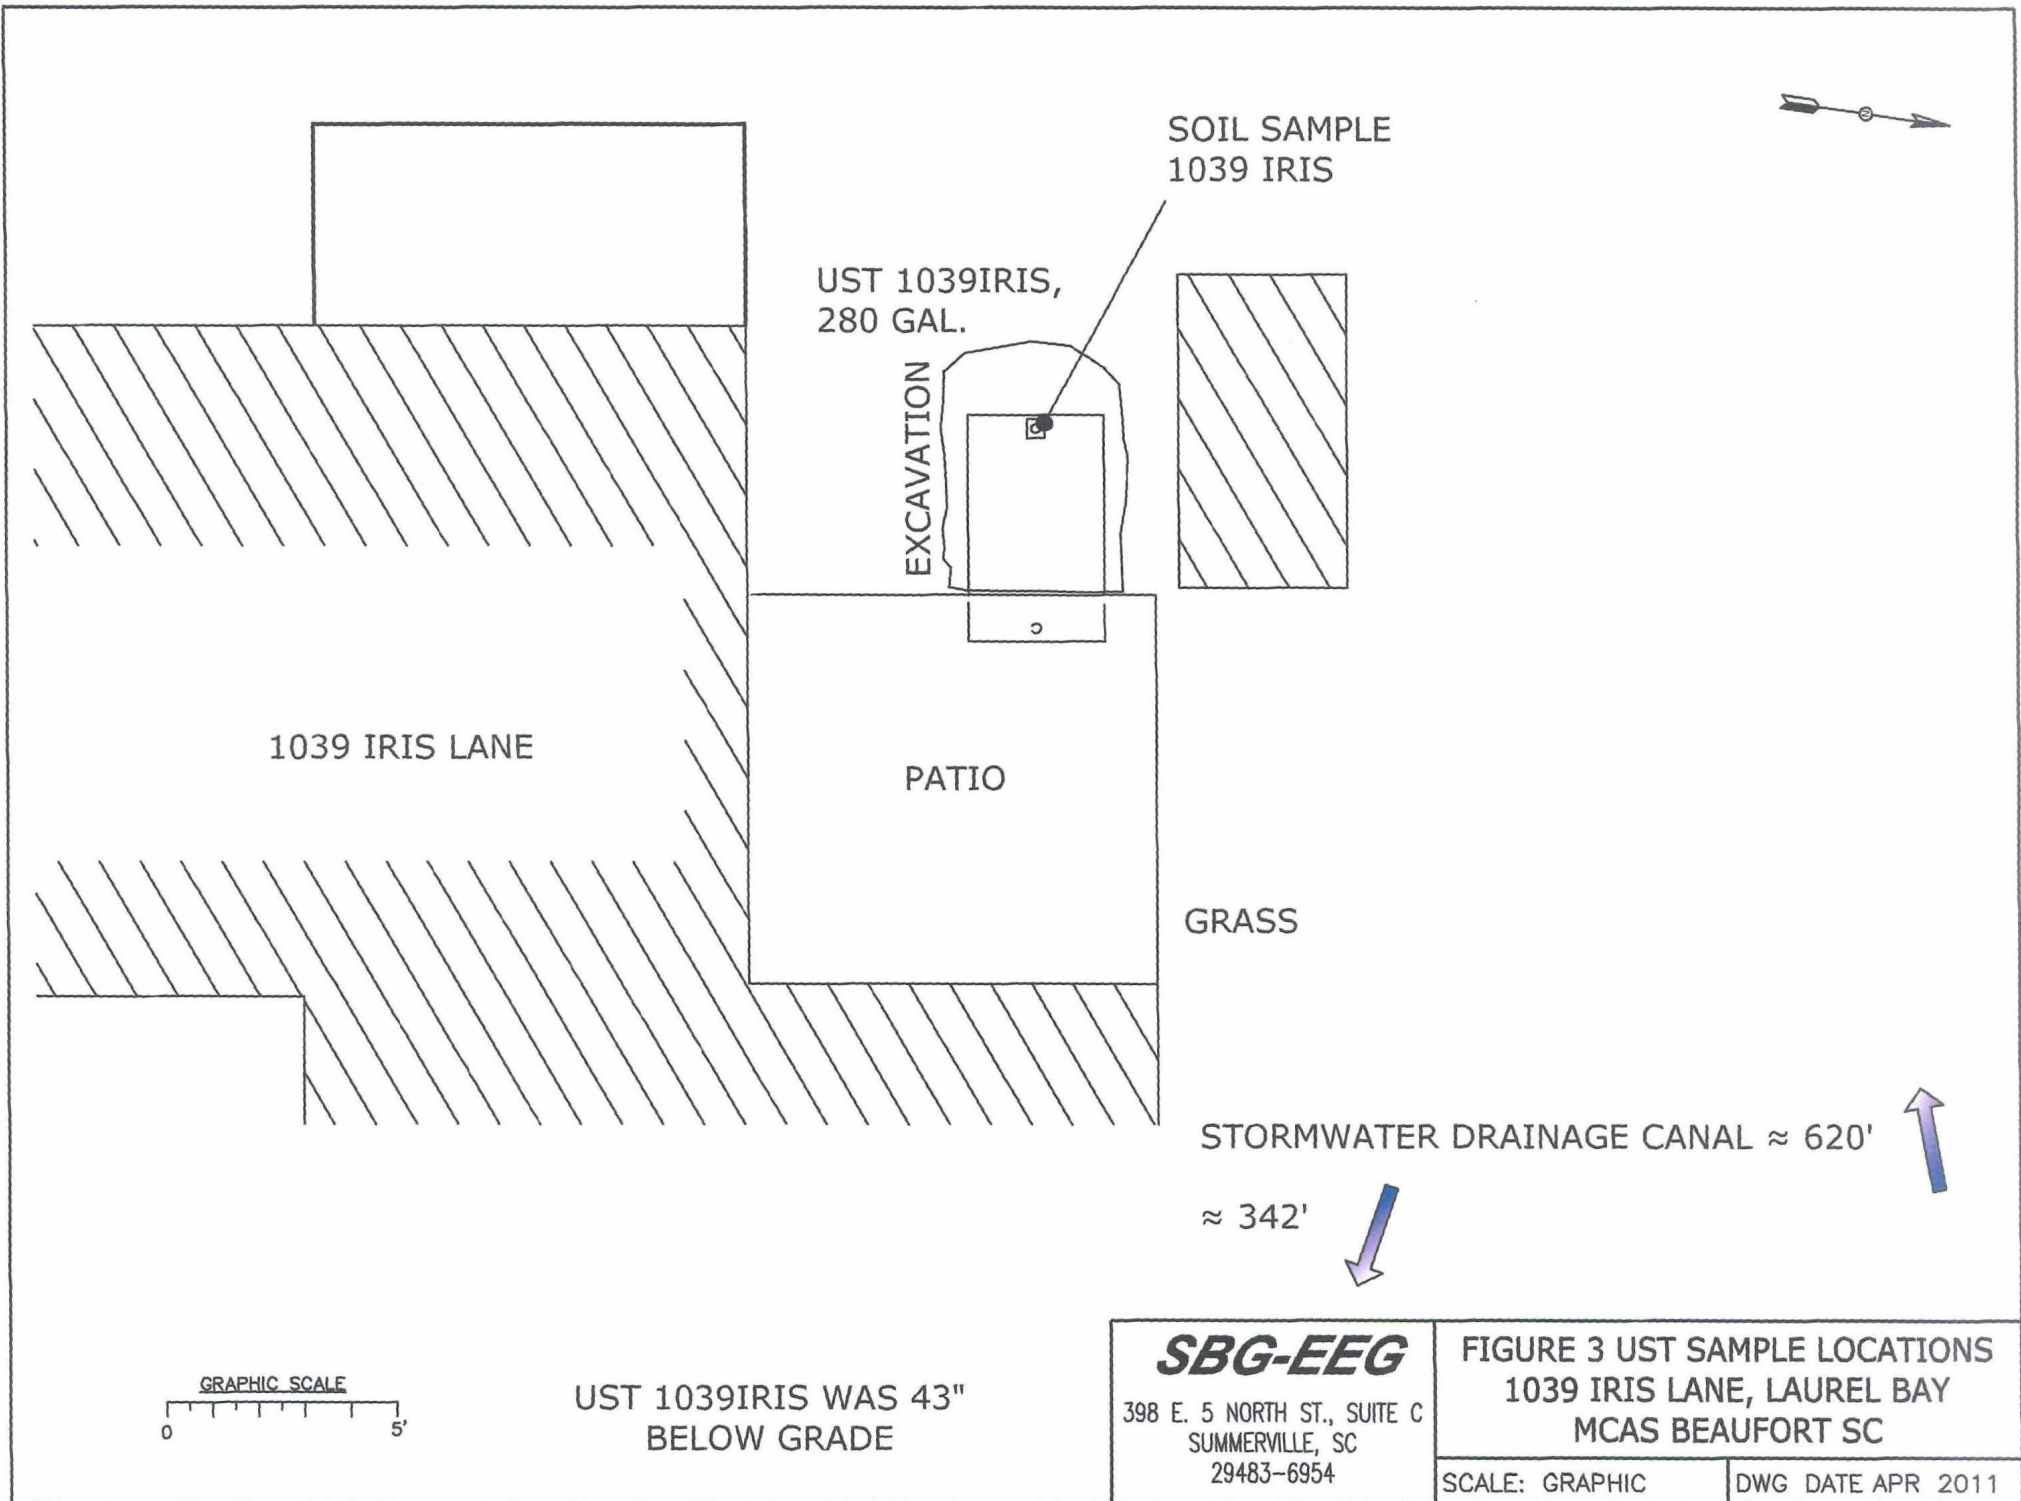 SOIL SAMPLE
1039 IRIS
N
UST 1039IRIS,
280 GAL.
EXCAVATION
C
C
1039 IRIS LANE
PATIO
GRASS
STORMWATER DRAINAGE CANAL ≈ 620'
≈ 342'
GRAPHIC SCALE
0 5'
UST 1039IRIS WAS 43"
BELOW GRADE
SBG-EEG
398 E. 5 NORTH ST., SUITE C
SUMMERVILLE, SC
29483-6954
FIGURE 3 UST SAMPLE LOCATIONS
1039 IRIS LANE, LAUREL BAY
MCAS BEAUFORT SC
SCALE: GRAPHIC
DWG DATE APR 2011